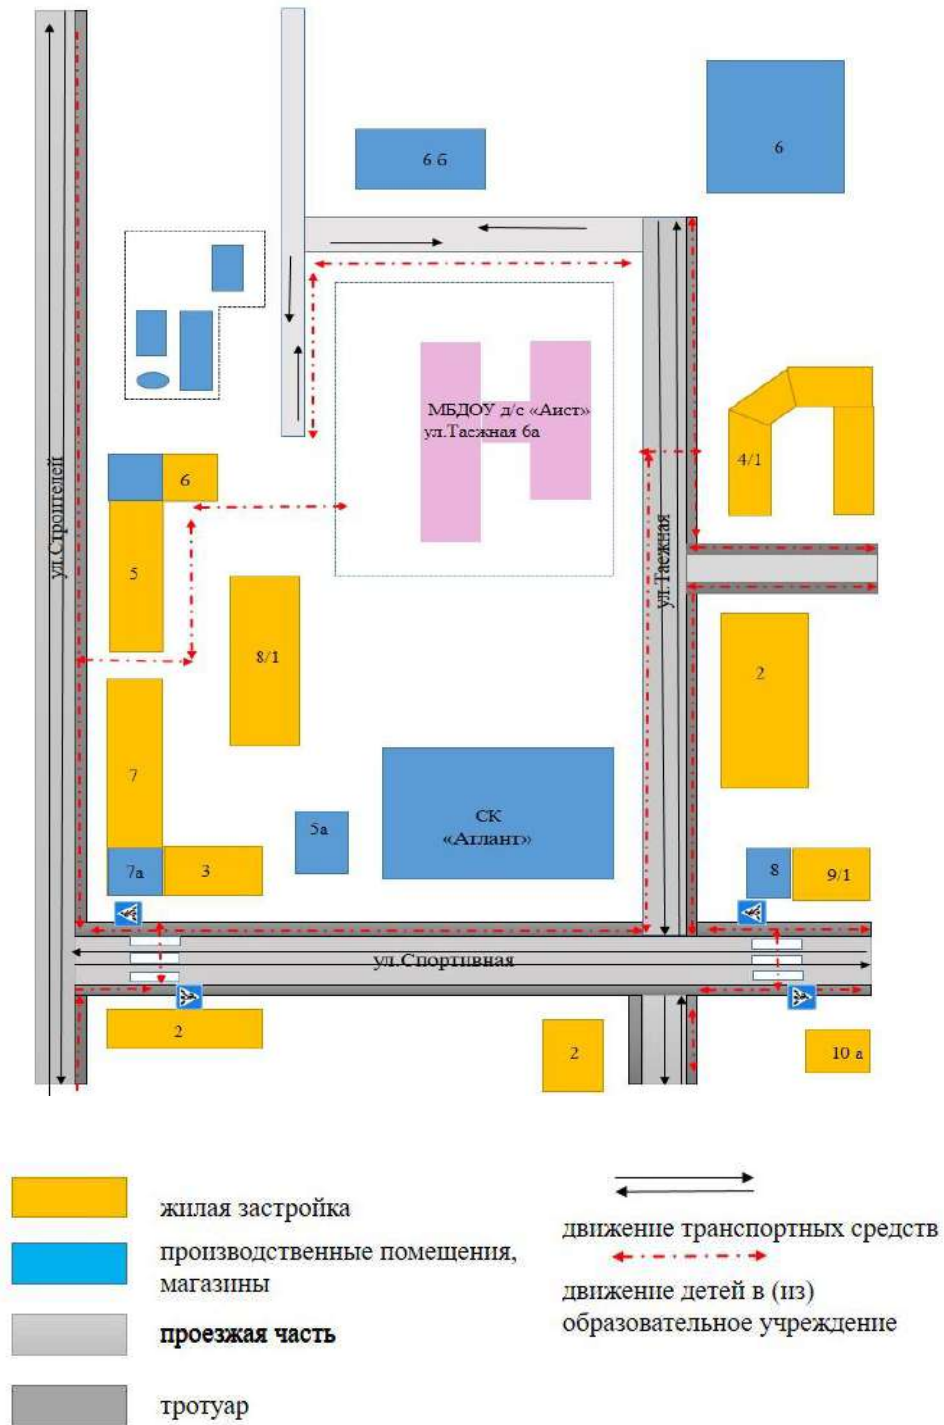 6 б
6
МБДОУ д/с «Аист»
ул.Таежная 6а
ул.Строителей
6
4/1
5
ул.Таежная
8/1
2
7
СК
«Атлант»
5а
7а
3
8
9/1
ул.Спортивная
2
2
10 а
жилая застройка
производственные помещения,
магазины
проезжая часть
тротуар
движение транспортных средств
движение детей в (из)
образовательное учреждение